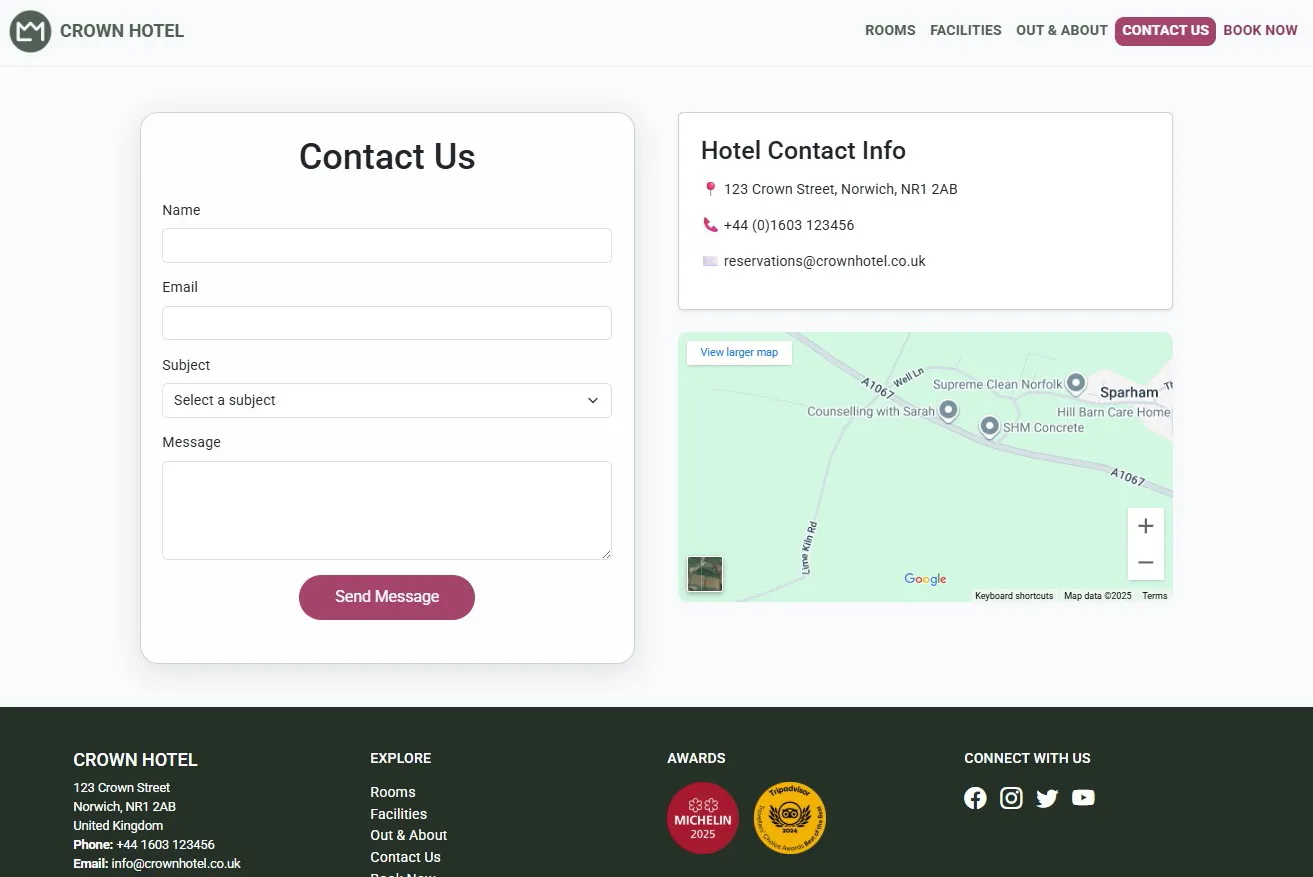 CROWN HOTEL
ROOMS FACILITIES OUT & ABOUT CONTACT US BOOK NOW
Contact Us
Name
Email
Subject
Select a subject
Message
Send Message
Hotel Contact Info
123 Crown Street, Norwich, NR1 2AB
+44 (0)1603 123456
reservations@crownhotel.co.uk
View larger map
A1067
Well Ln
Supreme Clean Norfolk
Sparham
Th
Counselling with Sarah
Hill Barn Care Home
SHM Concrete
A1067
Lime Kiln Rd
Google
Keyboard shortcuts Map data ©2025 Terms
CROWN HOTEL
123 Crown Street
Norwich, NR1 2AB
United Kingdom
Phone: +44 1603 123456
Email: info@crownhotel.co.uk
EXPLORE
Rooms
Facilities
Out & About
Contact Us
Book Now
AWARDS
MICHELIN
2025
Tripadvisor
2024
Travellers' Choice Awards Best of the Best
CONNECT WITH US